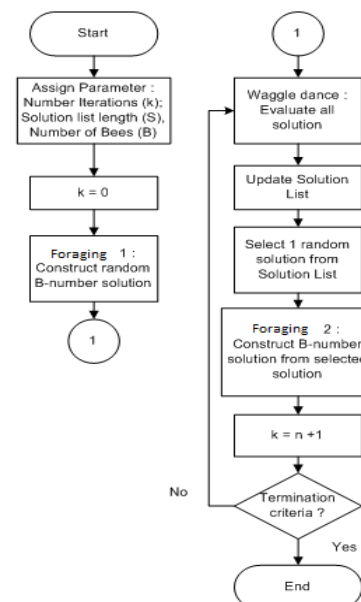 Start
Assign Parameter :
Number Iterations (k);
Solution list length (S),
Number of Bees (B)
k = 0
Foraging 1 :
Construct random
B-number solution
1
1
Waggle dance :
Evaluate all
solution
Update Solution
List
Select 1 random
solution from
Solution List
Foraging 2 :
Construct B-number
solution from selected
solution
k = n +1
Termination
criteria ?
No
Yes
End